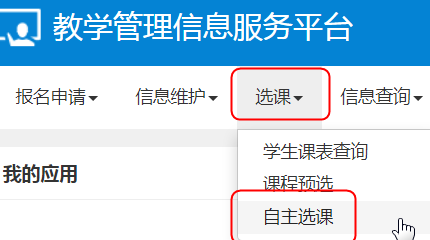 教学管理信息服务平台
报名申请 信息维护 选课 信息查询
学生课表查询
我的应用
课程预选
自主选课